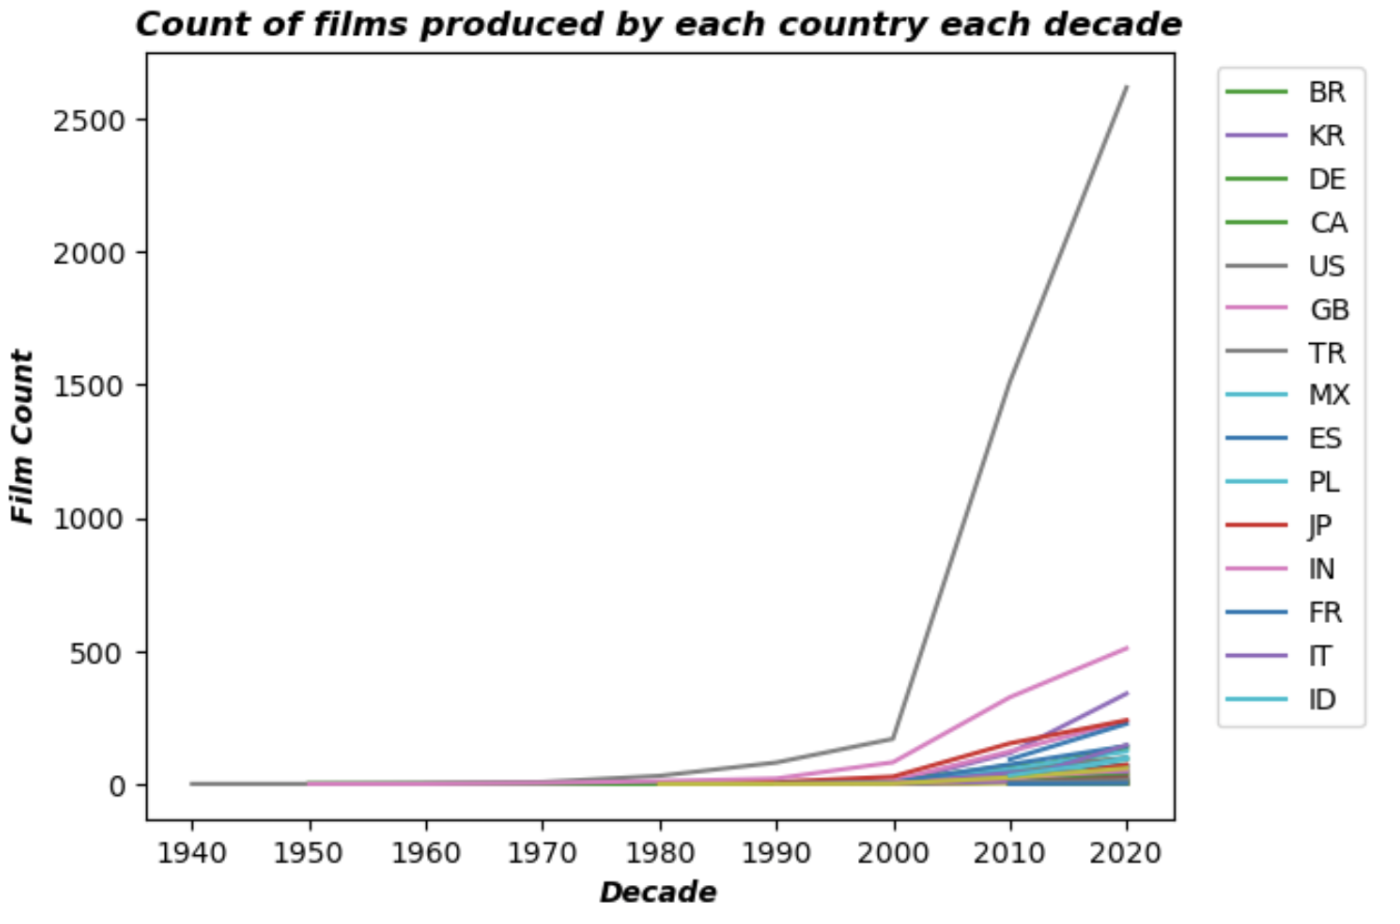 Count of films produced by each country each decade
2500
2000
1500
1000
500
0
Film Count
1940 1950 1960 1970 1980 1990 2000 2010 2020
Decade
BR
KR
DE
CA
US
GB
TR
MX
ES
PL
JP
IN
FR
IT
ID